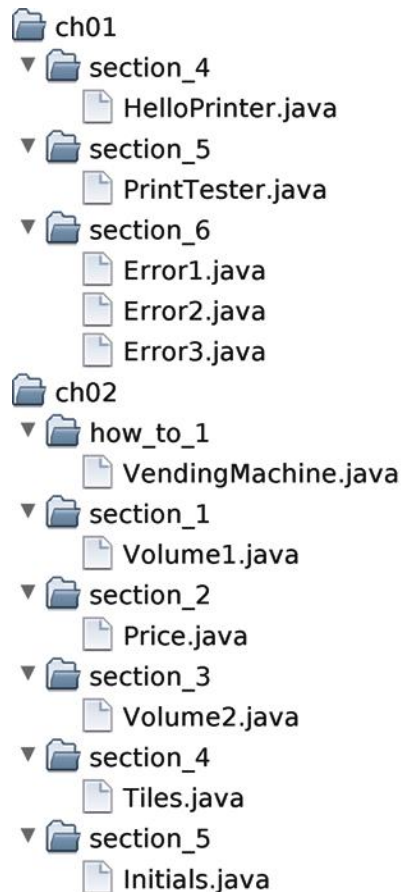 ch01
section_4
HelloPrinter.java
section_5
PrintTester.java
section_6
Error1.java
Error2.java
Error3.java
ch02
how_to_1
VendingMachine.java
section_1
Volume1.java
section_2
Price.java
section_3
Volume2.java
section_4
Tiles.java
section_5
Initials.java